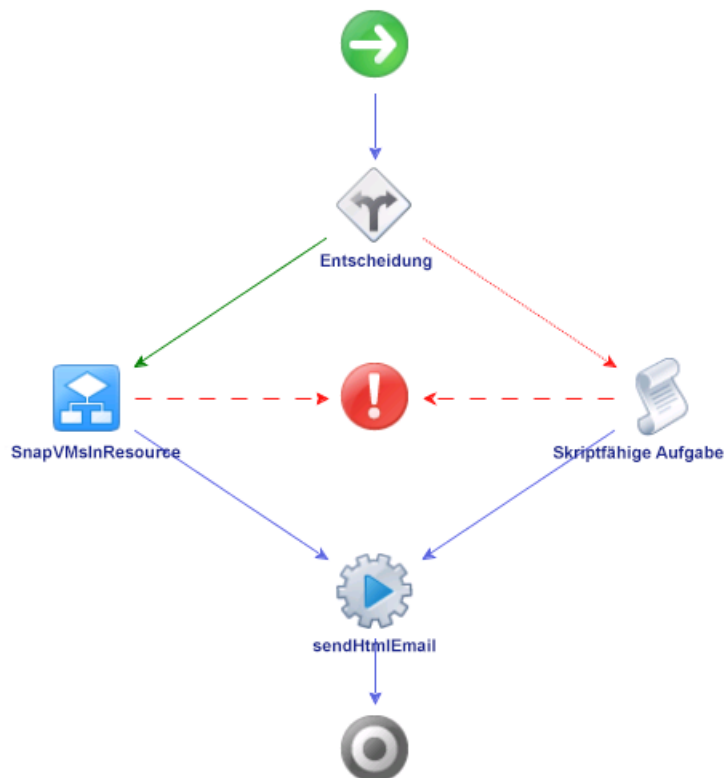 Entscheidung
SnapVMsInResource
Skriptfähige Aufgabe
sendHtmlEmail